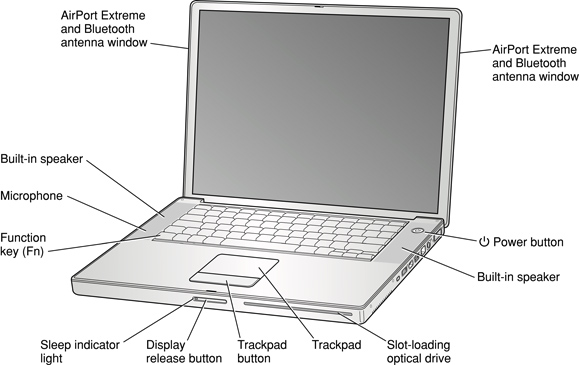 AirPort Extreme
and Bluetooth
antenna window
AirPort Extreme
and Bluetooth
antenna window
Built-in speaker
Microphone
Function
key (Fn)
Power button
Built-in speaker
Sleep indicator
light
Display
release button
Trackpad
button
Trackpad
Slot-loading
optical drive